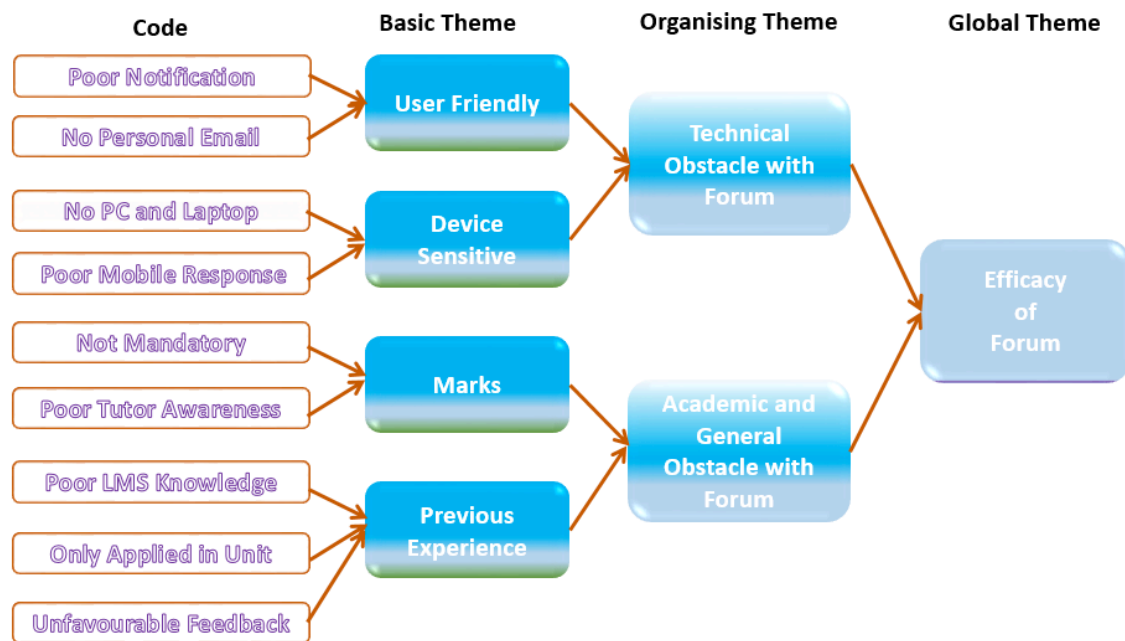 Code
Basic Theme
Organising Theme
Global Theme
Poor Notification
No Personal Email
No PC and Laptop
Poor Mobile Response
Not Mandatory
Poor Tutor Awareness
Poor LMS Knowledge
Only Applied in Unit
Unfavourable Feedback
User Friendly
Device
Sensitive
Marks
Previous
Experience
Technical
Obstacle with
Forum
Academic and
General
Obstacle with
Forum
Efficacy
of
Forum